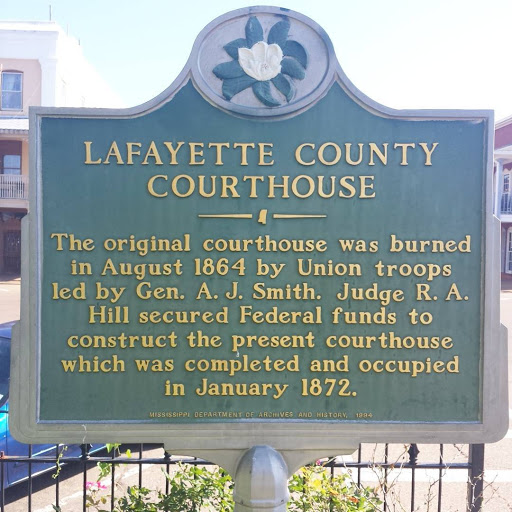 LAFAYETTE COUNTY
COURTHOUSE
The original courthouse was burned
in August 1864 by Union troops
led by Gen. A. J. Smith. Judge R. A.
Hill secured Federal funds to
construct the present courthouse
which was completed and occupied
in January 1872.
MISSISSIPPI DEPARTMENT OF ARCHIVES AND HISTORY, 1994